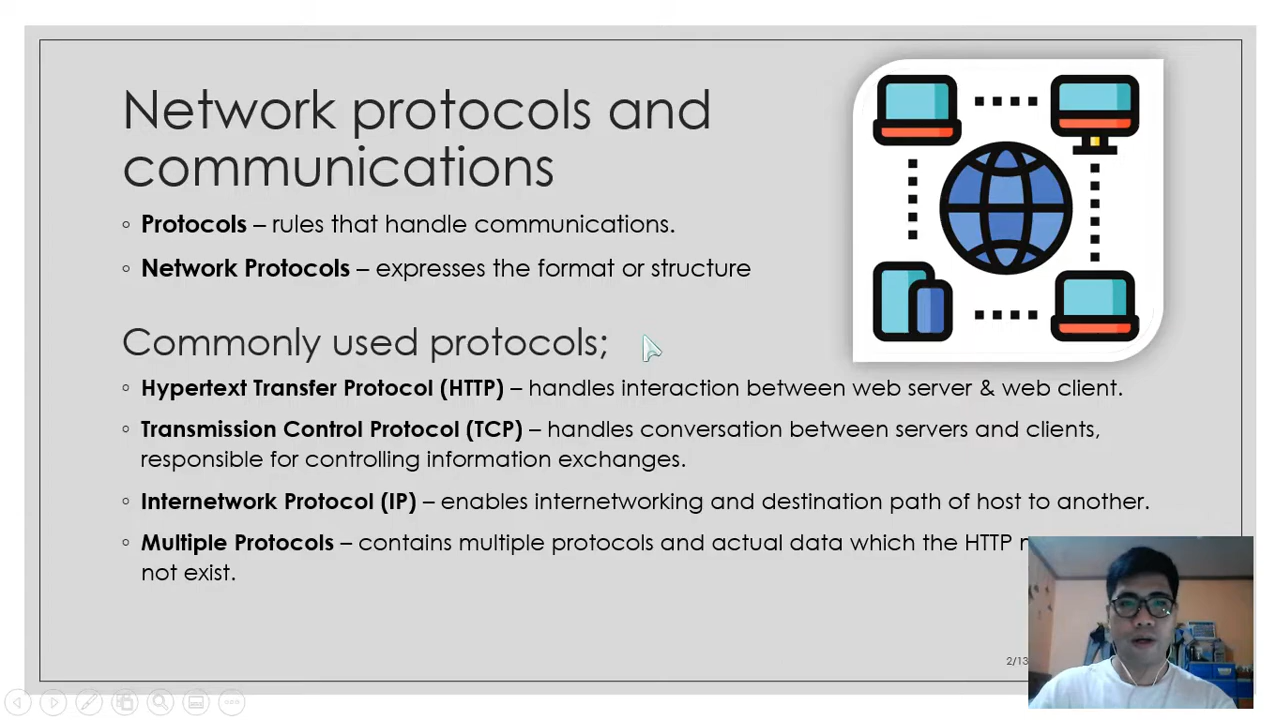 Network protocols and
communications
◦ Protocols – rules that handle communications.
◦ Network Protocols – expresses the format or structure
Commonly used protocols;
◦ Hypertext Transfer Protocol (HTTP) – handles interaction between web server & web client.
◦ Transmission Control Protocol (TCP) – handles conversation between servers and clients,
responsible for controlling information exchanges.
◦ Internetwork Protocol (IP) – enables internetworking and destination path of host to another.
◦ Multiple Protocols – contains multiple protocols and actual data which the HTTP
not exist.
2/13